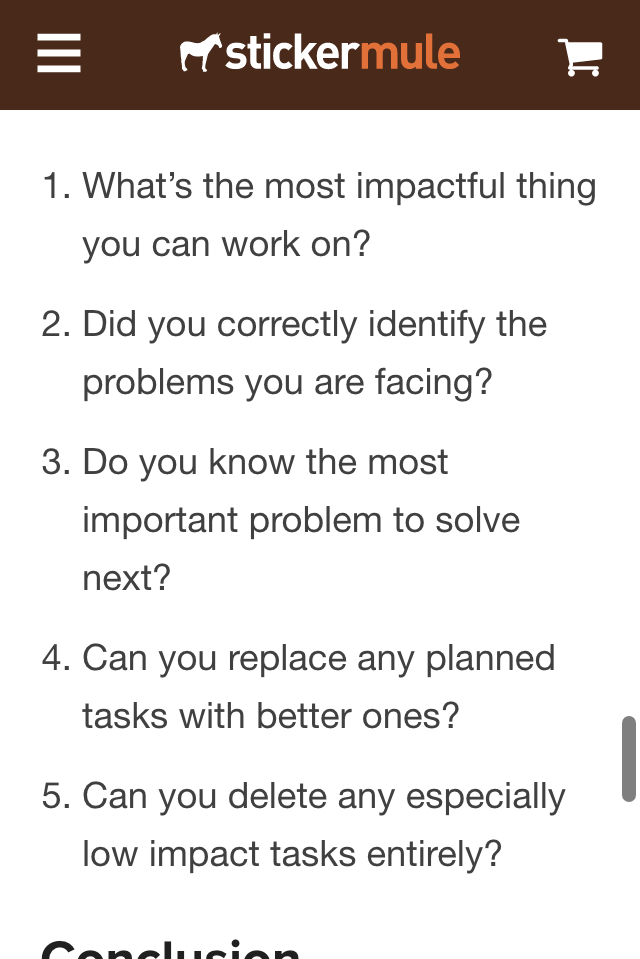 stickermule
1. What’s the most impactful thing
you can work on?
2. Did you correctly identify the
problems you are facing?
3. Do you know the most
important problem to solve
next?
4. Can you replace any planned
tasks with better ones?
5. Can you delete any especially
low impact tasks entirely?
Conclusion